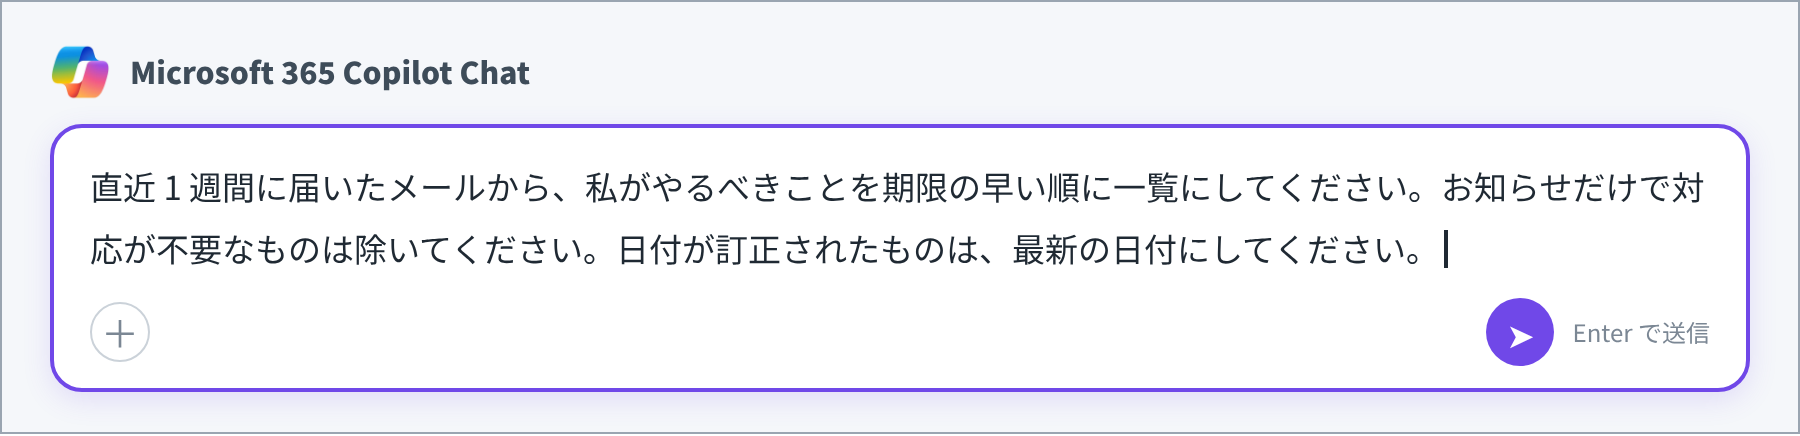 Microsoft 365 Copilot Chat
直近 1 週間に届いたメールから、私がやるべきことを期限の早い順に一覧にしてください。お知らせだけで対
応が不要なものは除いてください。日付が訂正されたものは、最新の日付にしてください。
Enter で送信